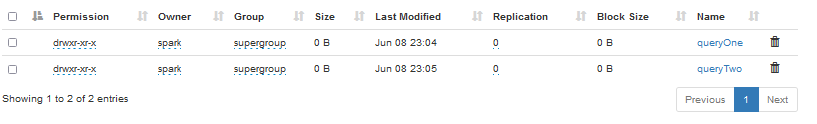 Permission Owner Group Size Last Modified Replication Block Size Name
drwxr-xr-x spark supergroup 0 B Jun 08 23:04 0 0 B queryOne
drwxr-xr-x spark supergroup 0 B Jun 08 23:05 0 0 B queryTwo
Showing 1 to 2 of 2 entries Previous 1 Next